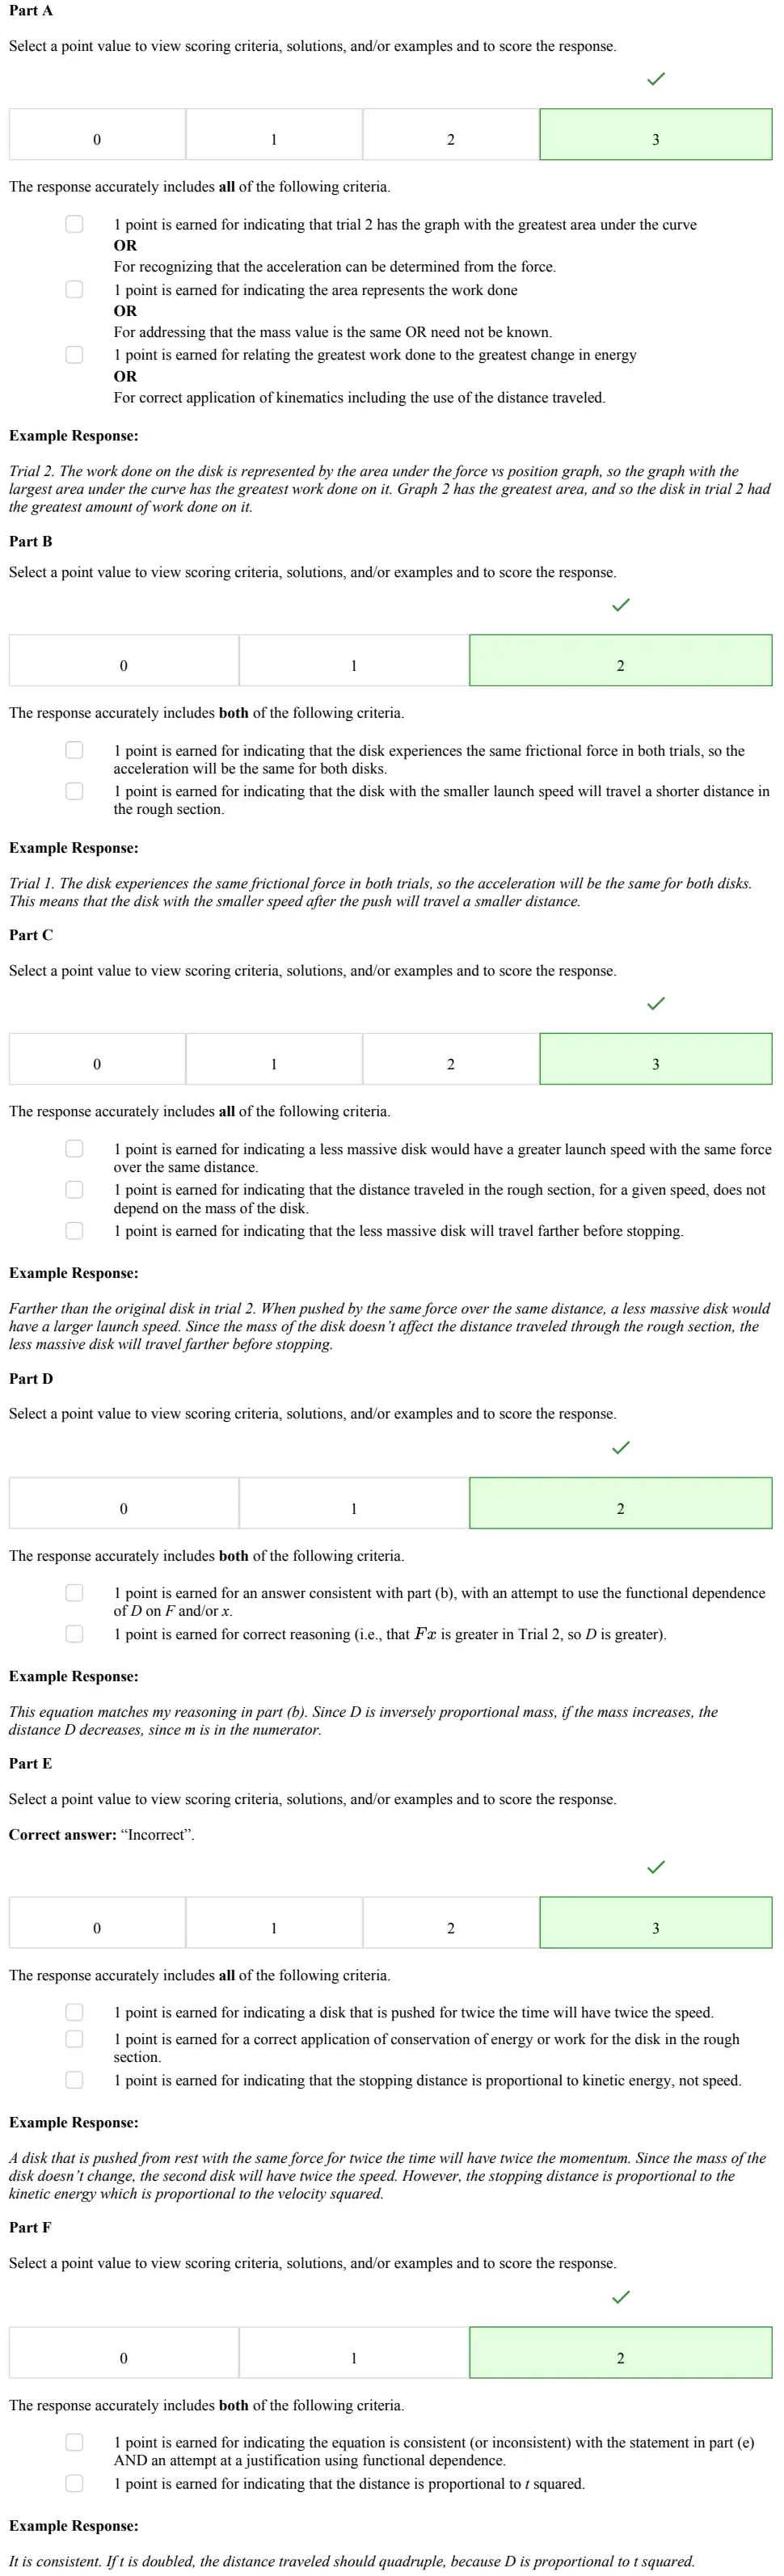 Part A
Select a point value to view scoring criteria, solutions, and/or examples and to score the response.
0 1 2 3
The response accurately includes all of the following criteria.
1 point is earned for indicating that trial 2 has the graph with the greatest area under the curve
OR
For recognizing that the acceleration can be determined from the force.
1 point is earned for indicating the area represents the work done
OR
For addressing that the mass value is the same OR need not be known.
1 point is earned for relating the greatest work done to the greatest change in energy
OR
For correct application of kinematics including the use of the distance traveled.
Example Response:
Trial 2. The work done on the disk is represented by the area under the force vs position graph, so the graph with the
largest area under the curve has the greatest work done on it. Graph 2 has the greatest area, and so the disk in trial 2 had
the greatest amount of work done on it.
Part B
Select a point value to view scoring criteria, solutions, and/or examples and to score the response.
0 1 2
The response accurately includes both of the following criteria.
1 point is earned for indicating that the disk experiences the same frictional force in both trials, so the
acceleration will be the same for both disks.
1 point is earned for indicating that the disk with the smaller launch speed will travel a shorter distance in
the rough section.
Example Response:
Trial 1. The disk experiences the same frictional force in both trials, so the acceleration will be the same for both disks.
This means that the disk with the smaller speed after the push will travel a smaller distance.
Part C
Select a point value to view scoring criteria, solutions, and/or examples and to score the response.
0 1 2 3
The response accurately includes all of the following criteria.
1 point is earned for indicating a less massive disk would have a greater launch speed with the same force
over the same distance.
1 point is earned for indicating that the distance traveled in the rough section, for a given speed, does not
depend on the mass of the disk.
1 point is earned for indicating that the less massive disk will travel farther before stopping.
Example Response:
Farther than the original disk in trial 2. When pushed by the same force over the same distance, a less massive disk would
have a larger launch speed. Since the mass of the disk doesn't affect the distance traveled through the rough section, the
less massive disk will travel farther before stopping.
Part D
Select a point value to view scoring criteria, solutions, and/or examples and to score the response.
0 1 2
The response accurately includes both of the following criteria.
1 point is earned for an answer consistent with part (b), with an attempt to use the functional dependence
of D on F and/or x.
1 point is earned for correct reasoning (i.e., that Fx is greater in Trial 2, so D is greater).
Example Response:
This equation matches my reasoning in part (b). Since D is inversely proportional mass, if the mass increases, the
distance D decreases, since m is in the numerator.
Part E
Select a point value to view scoring criteria, solutions, and/or examples and to score the response.
Correct answer: "Incorrect".
0 1 2 3
The response accurately includes all of the following criteria.
1 point is earned for indicating a disk that is pushed for twice the time will have twice the speed.
1 point is earned for a correct application of conservation of energy or work for the disk in the rough
section.
1 point is earned for indicating that the stopping distance is proportional to kinetic energy, not speed.
Example Response:
A disk that is pushed from rest with the same force for twice the time will have twice the momentum. Since the mass of the
disk doesn't change, the second disk will have twice the speed. However, the stopping distance is proportional to the
kinetic energy which is proportional to the velocity squared.
Part F
Select a point value to view scoring criteria, solutions, and/or examples and to score the response.
0 1 2
The response accurately includes both of the following criteria.
1 point is earned for indicating the equation is consistent (or inconsistent) with the statement in part (e)
AND an attempt at a justification using functional dependence.
1 point is earned for indicating that the distance is proportional to t squared.
Example Response:
It is consistent. If t is doubled, the distance traveled should quadruple, because D is proportional to t squared.